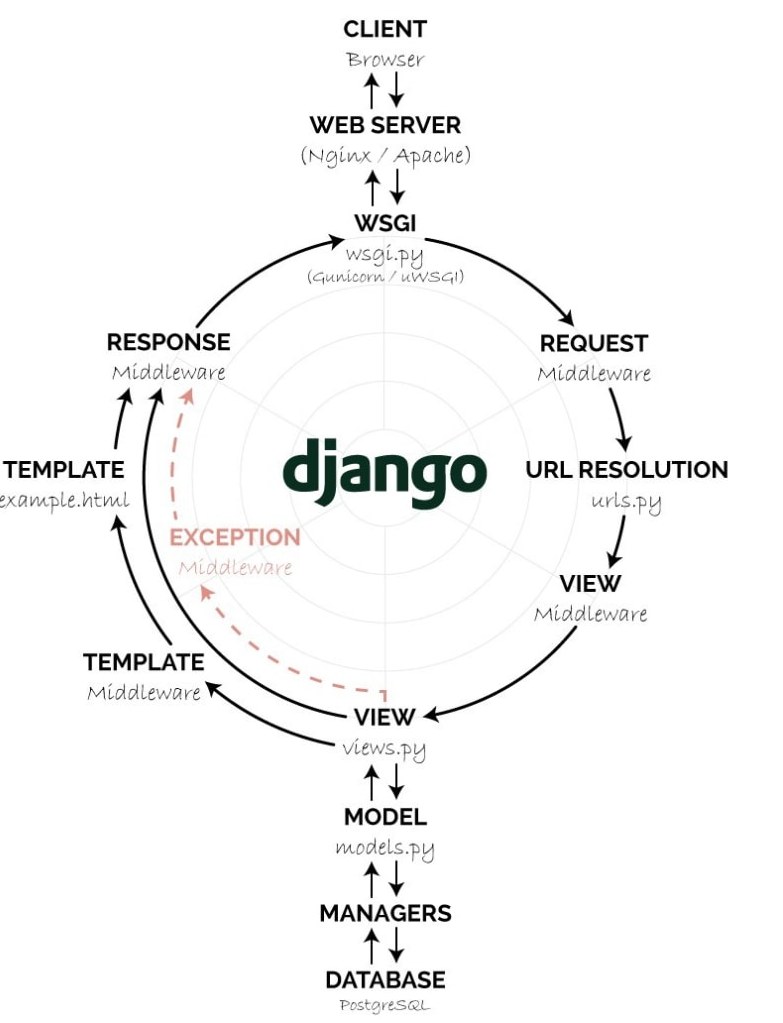 CLIENT
Browser
WEB SERVER
(Nginx / Apache)
WSGI
wsgi.py
(Gunicorn / uWSGI)
RESPONSE
Middleware
REQUEST
Middleware
django
TEMPLATE
example.html
URL RESOLUTION
urls.py
EXCEPTION
Middleware
VIEW
Middleware
TEMPLATE
Middleware
VIEW
views.py
MODEL
models.py
MANAGERS
DATABASE
PostgreSQL